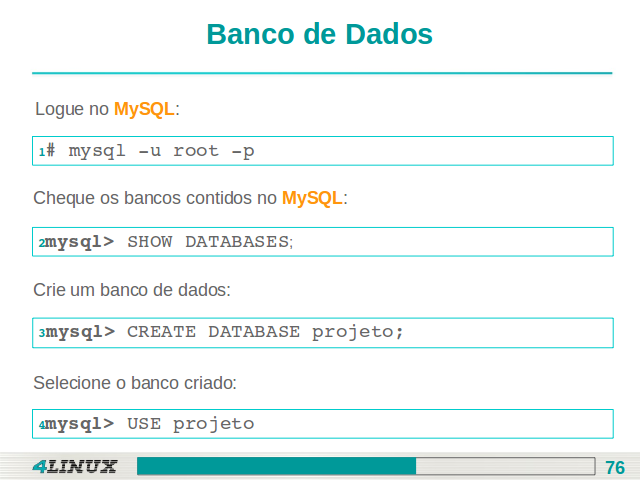 Banco de Dados
Logue no MySQL:
1# mysql -u root -p
Cheque os bancos contidos no MySQL:
2mysql> SHOW DATABASES;
Crie um banco de dados:
3mysql> CREATE DATABASE projeto;
Selecione o banco criado:
4mysql> USE projeto
4LINUX 76